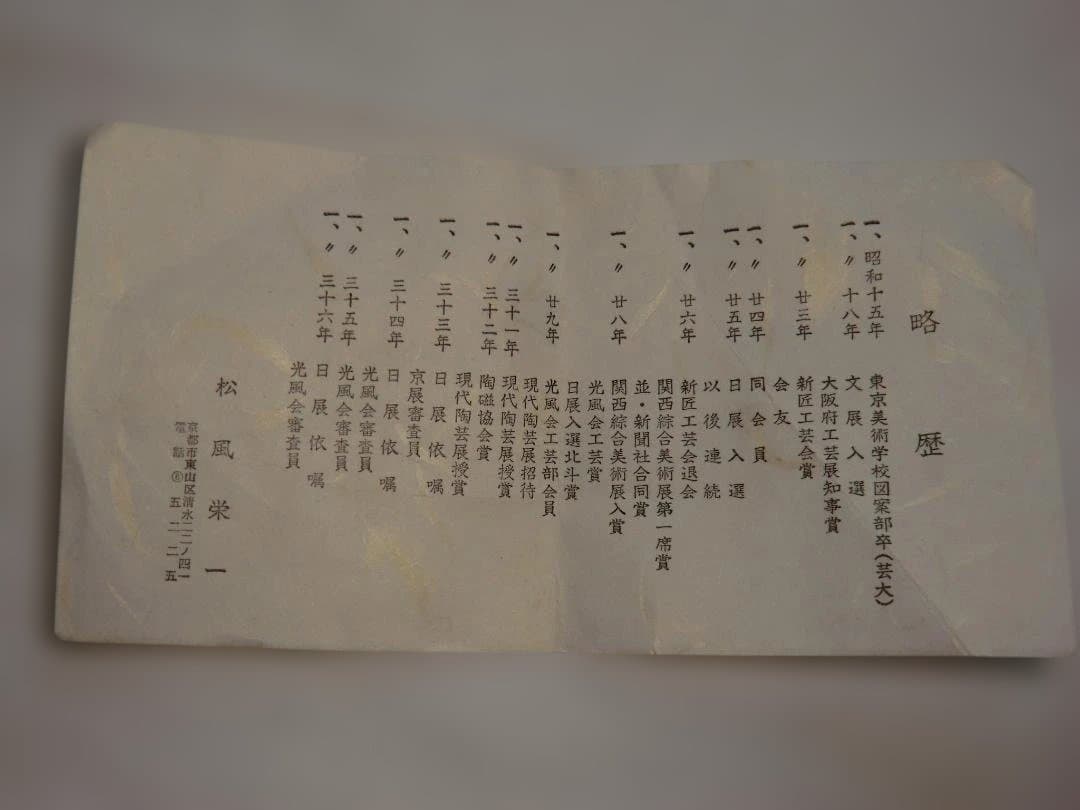 略歴
一、昭和十五年 東京美術学校図案部卒(芸大)
一、〃 十八年 文展入選
大阪府工芸展知事賞
一、〃 廿三年 新匠工芸会賞
会友
一、〃 廿四年 同会員
一、〃 廿五年 日展入選
以後連続
一、〃 廿六年 新匠工芸会退会
関西綜合美術展第一席賞
並・新聞社合同賞
一、〃 廿八年 関西綜合美術展入賞
光風会工芸賞
日展入選北斗賞
一、〃 廿九年 光風会工芸部会員
現代陶芸展招待
一、〃 三十一年 現代陶芸展授賞
一、〃 三十二年 陶磁協会賞
現代陶芸展授賞
一、〃 三十三年 日展依嘱
京展審査員
一、〃 三十四年 日展依嘱
光風会審査員
一、〃 三十五年 光風会審査員
一、〃 三十六年 日展依嘱
光風会審査員
松風栄一
京都市東山区清水二二ノ四一
電話⑥五二二五